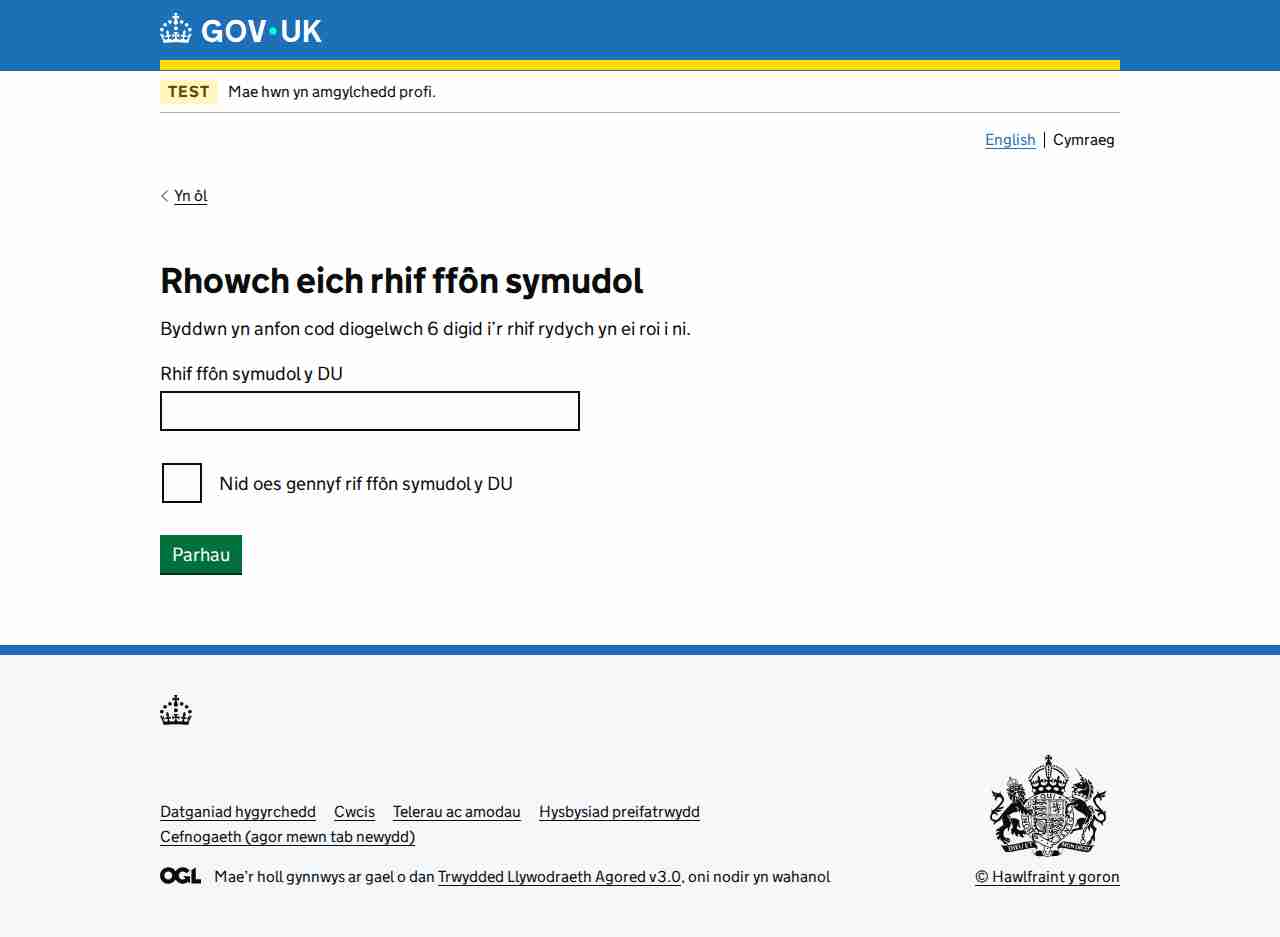 GOV·UK
TEST Mae hwn yn amgylchedd profi.
English Cymraeg
Yn ôl
Rhowch eich rhif ffôn symudol
Byddwn yn anfon cod diogelwch 6 digid i’r rhif rydych yn ei roi i ni.
Rhif ffôn symudol y DU
Nid oes gennyf rif ffôn symudol y DU
Parhau
Datganiad hygyrchedd Cwcis Telerau ac amodau Hysbysiad preifatrwydd
Cefnogaeth (agor mewn tab newydd)
OGL Mae’r holl gynnwys ar gael o dan Trwydded Llywodraeth Agored v3.0, oni nodir yn wahanol
© Hawlfraint y goron